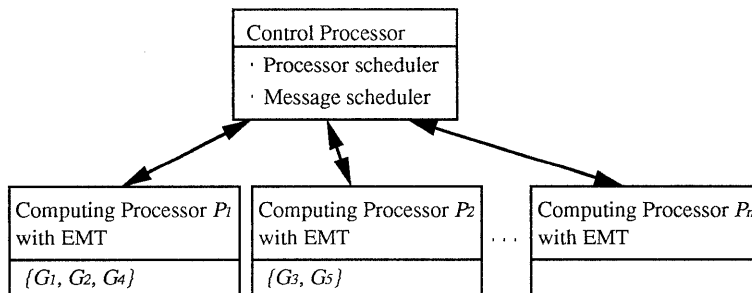 Control Processor
· Processor scheduler
· Message scheduler
Computing Processor P1
with EMT
{G1, G2, G4}
Computing Processor P2
with EMT
{G3, G5}
· · ·
Computing Processor Pn
with EMT